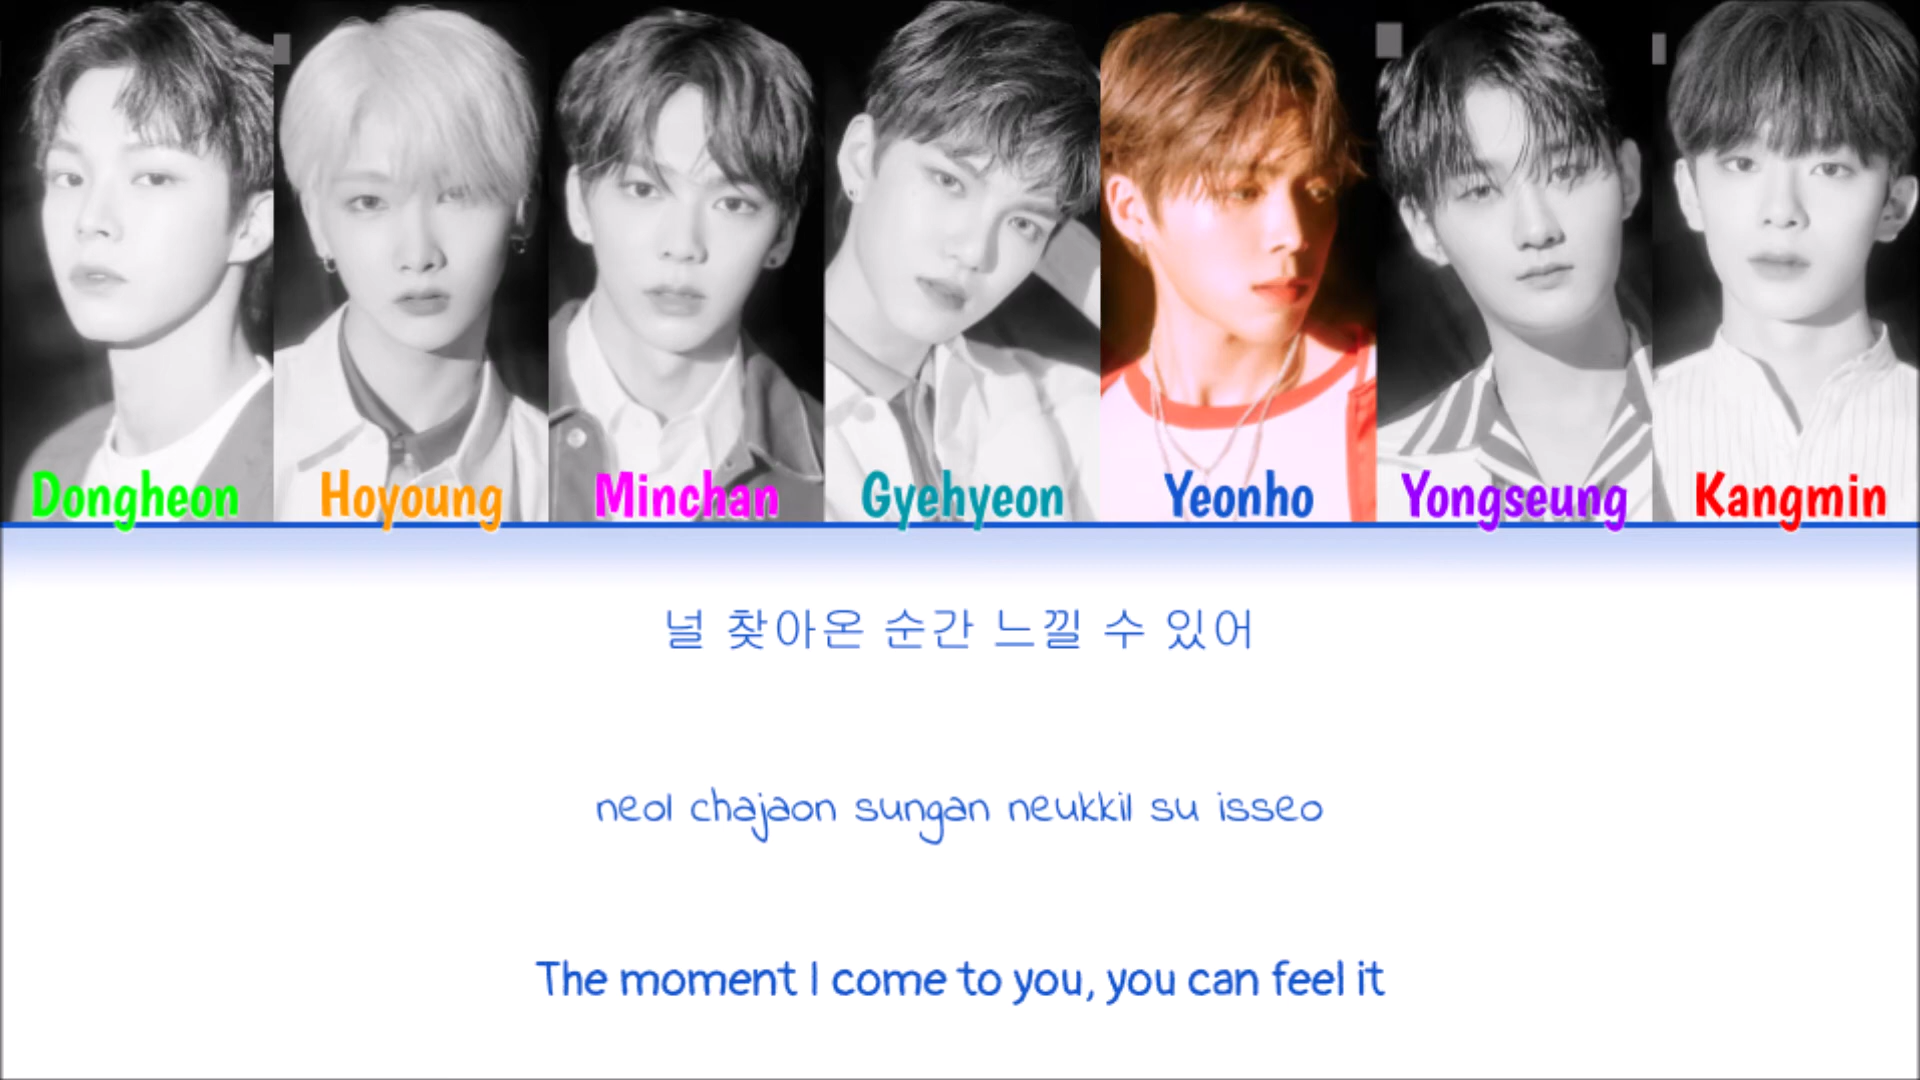 Dongheon Hoyoung Minchan Gyehyeon Yeonho Yongseung Kangmin
널 찾아온 순간 느낄 수 있어
neol chajaon sungan neukkil su isseo
The moment I come to you, you can feel it